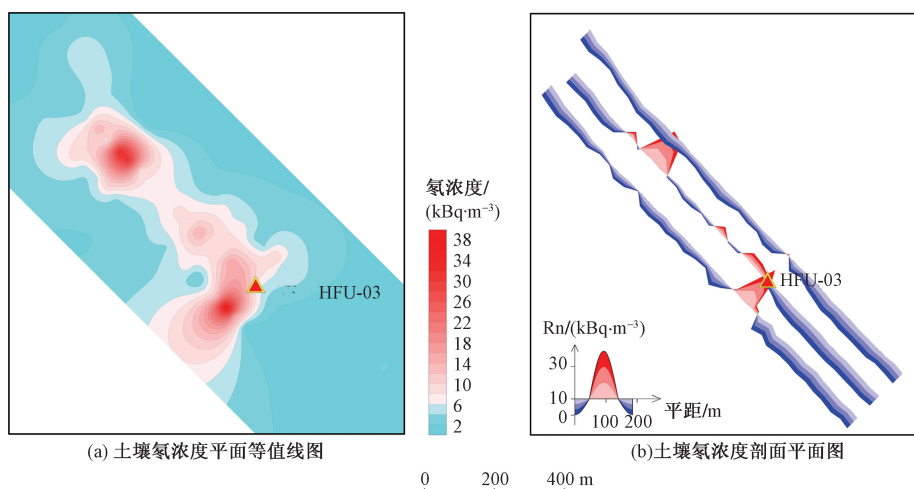 HFU-03
氡浓度/
(kBq·m⁻³)
38
34
30
26
22
18
14
10
6
2
(a) 土壤氡浓度平面等值线图
HFU-03
Rn/(kBq·m⁻³)
30
10
0
100 200
平距/m
(b)土壤氡浓度剖面平面图
0 200 400 m